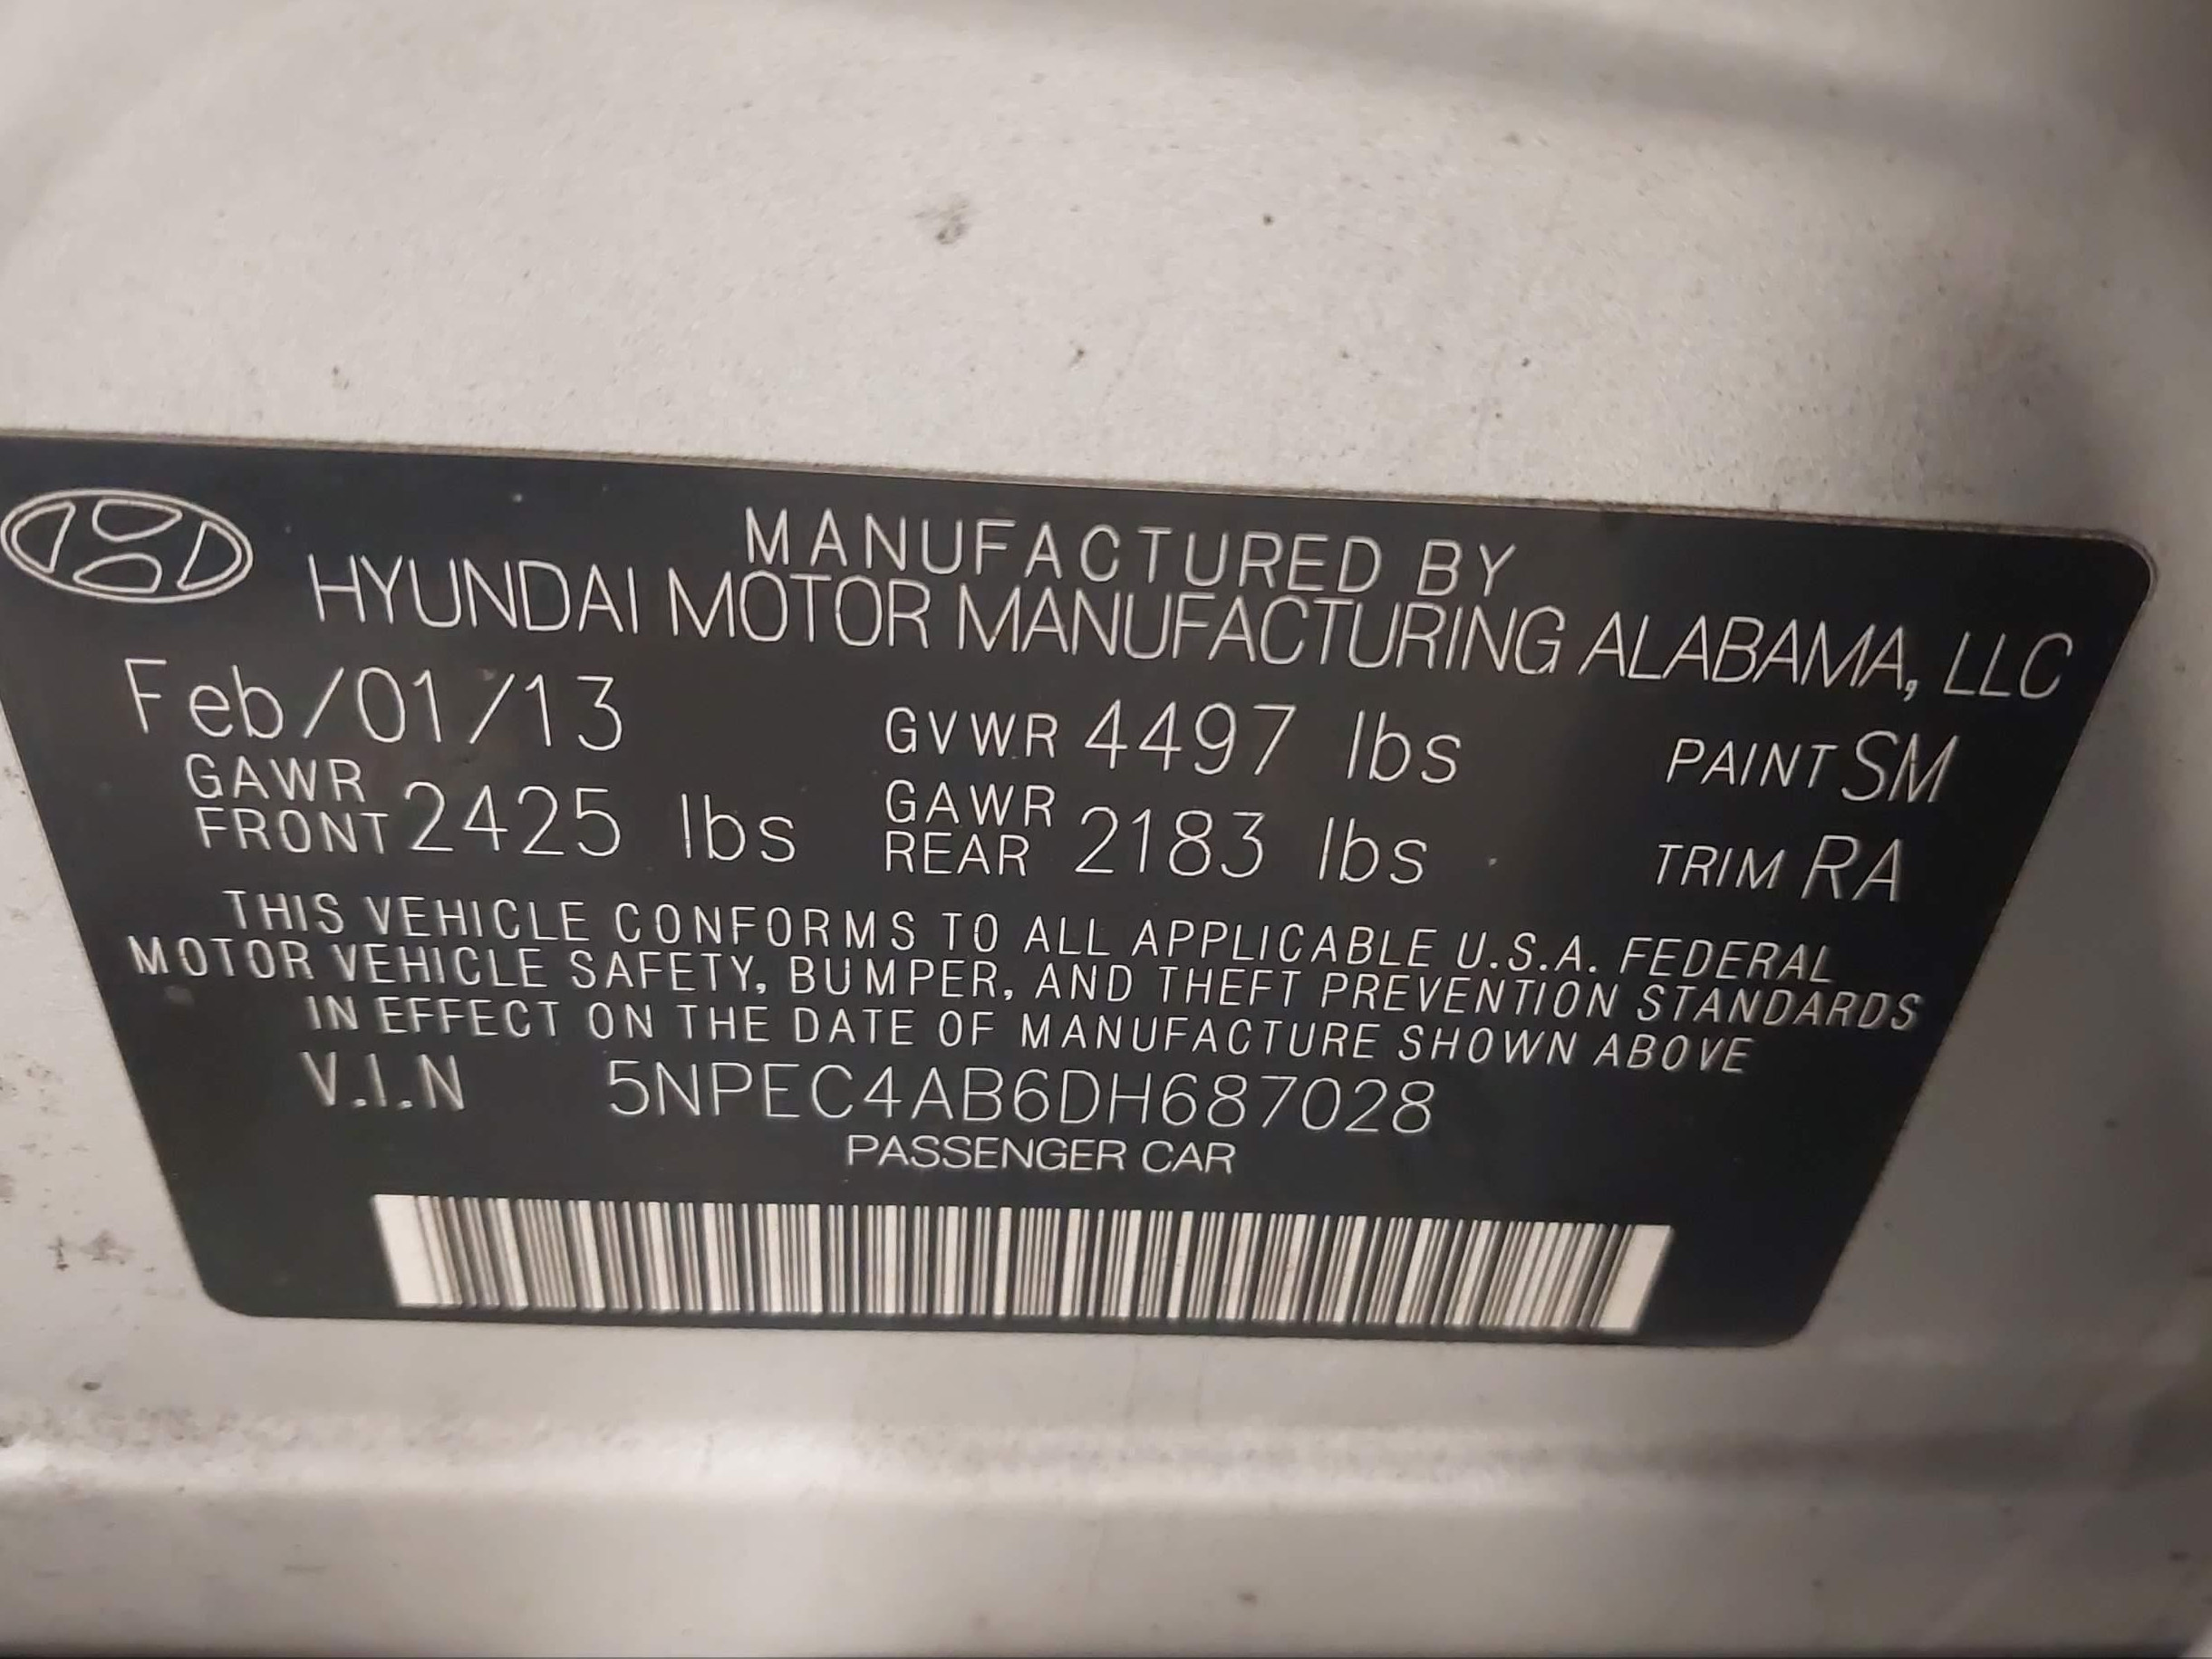 MANUFACTURED BY
HYUNDAI MOTOR MANUFACTURING ALABAMA, LLC
Feb/01/13 GVWR 4497 lbs PAINT SM
GAWR FRONT 2425 lbs GAWR REAR 2183 lbs TRIM RA
THIS VEHICLE CONFORMS TO ALL APPLICABLE U.S.A. FEDERAL
MOTOR VEHICLE SAFETY, BUMPER, AND THEFT PREVENTION STANDARDS
IN EFFECT ON THE DATE OF MANUFACTURE SHOWN ABOVE
V.I.N 5NPEC4AB6DH687028
PASSENGER CAR